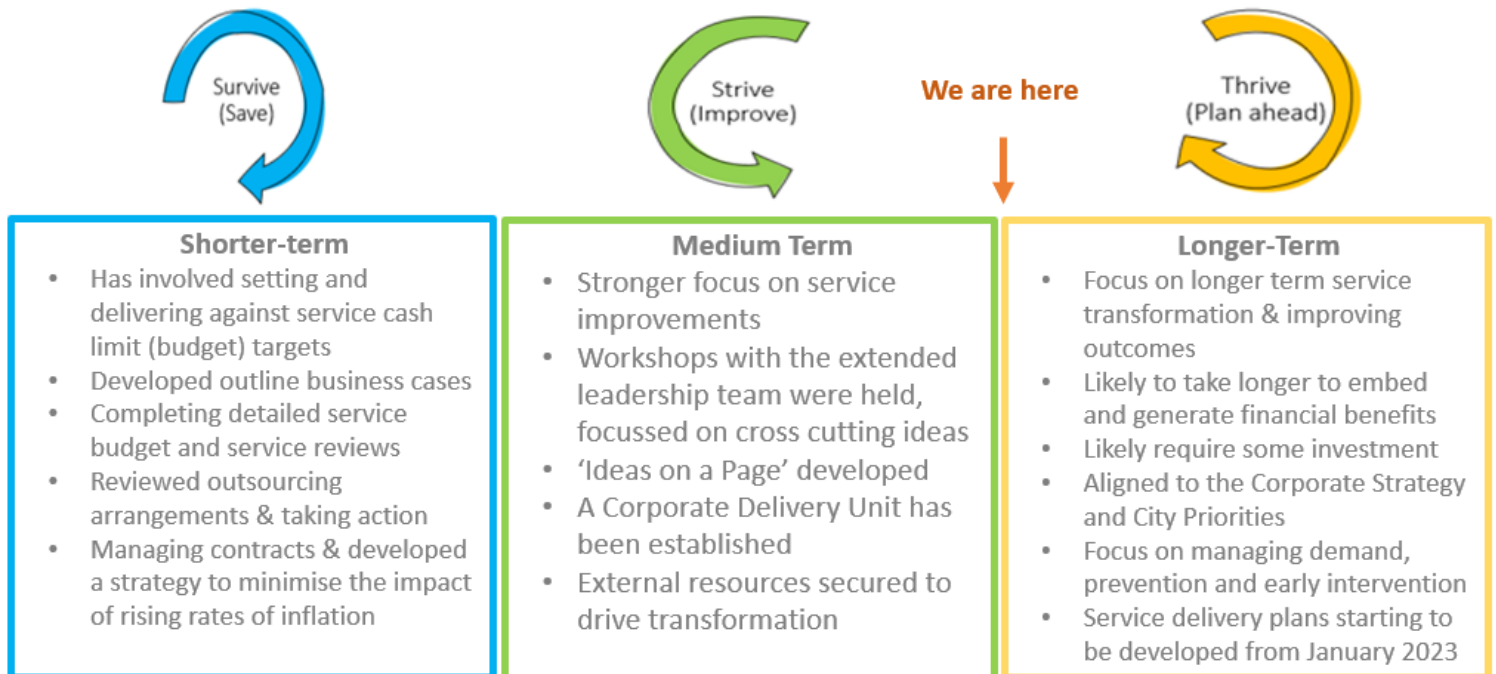 Survive
(Save)
Strive
(Improve)
We are here
Thrive
(Plan ahead)
Shorter-term
• Has involved setting and
delivering against service cash
limit (budget) targets
• Developed outline business cases
• Completing detailed service
budget and service reviews
• Reviewed outsourcing
arrangements & taking action
• Managing contracts & developed
a strategy to minimise the impact
of rising rates of inflation
Medium Term
• Stronger focus on service
improvements
• Workshops with the extended
leadership team were held,
focussed on cross cutting ideas
• ‘Ideas on a Page’ developed
• A Corporate Delivery Unit has
been established
• External resources secured to
drive transformation
Longer-Term
• Focus on longer term service
transformation & improving
outcomes
• Likely to take longer to embed
and generate financial benefits
• Likely require some investment
• Aligned to the Corporate Strategy
and City Priorities
• Focus on managing demand,
prevention and early intervention
• Service delivery plans starting to
be developed from January 2023